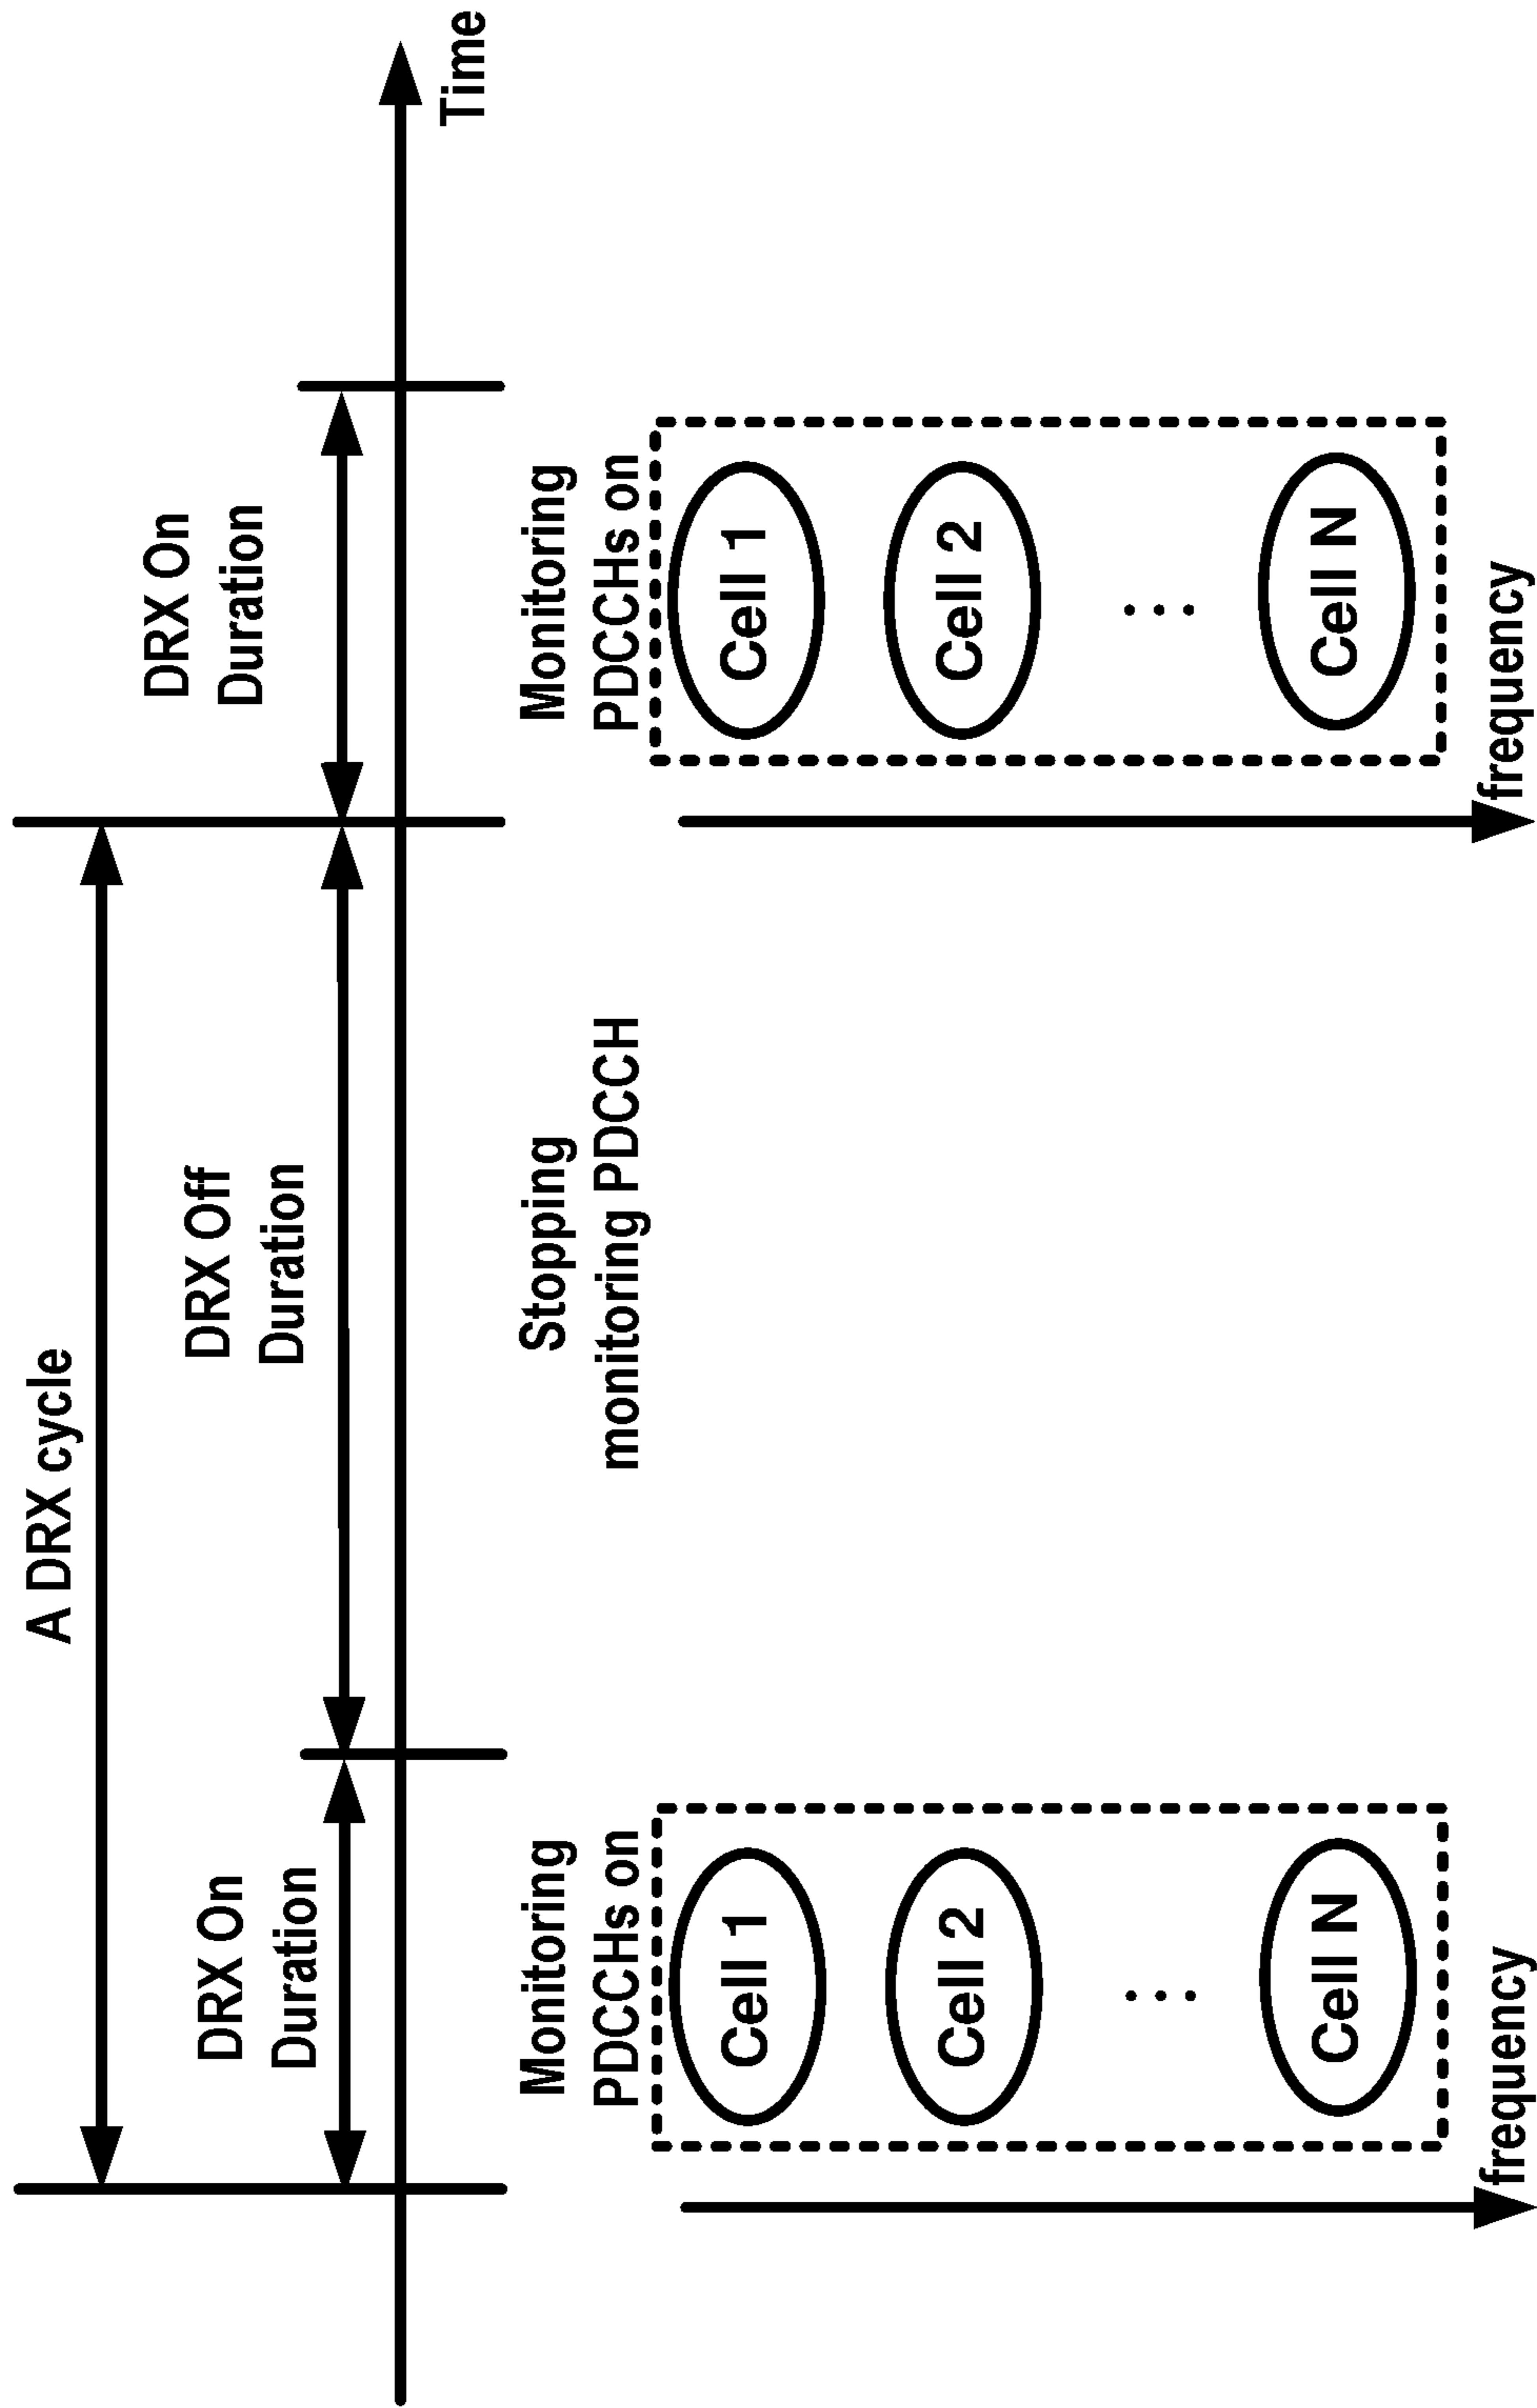 A DRX cycle
DRX On
Duration
DRX Off
Duration
DRX On
Duration
Time
Monitoring
PDCCHs on
Cell 1
Cell 2
...
Cell N
frequency
Stopping
monitoring PDCCH
Monitoring
PDCCHs on
Cell 1
Cell 2
...
Cell N
frequency